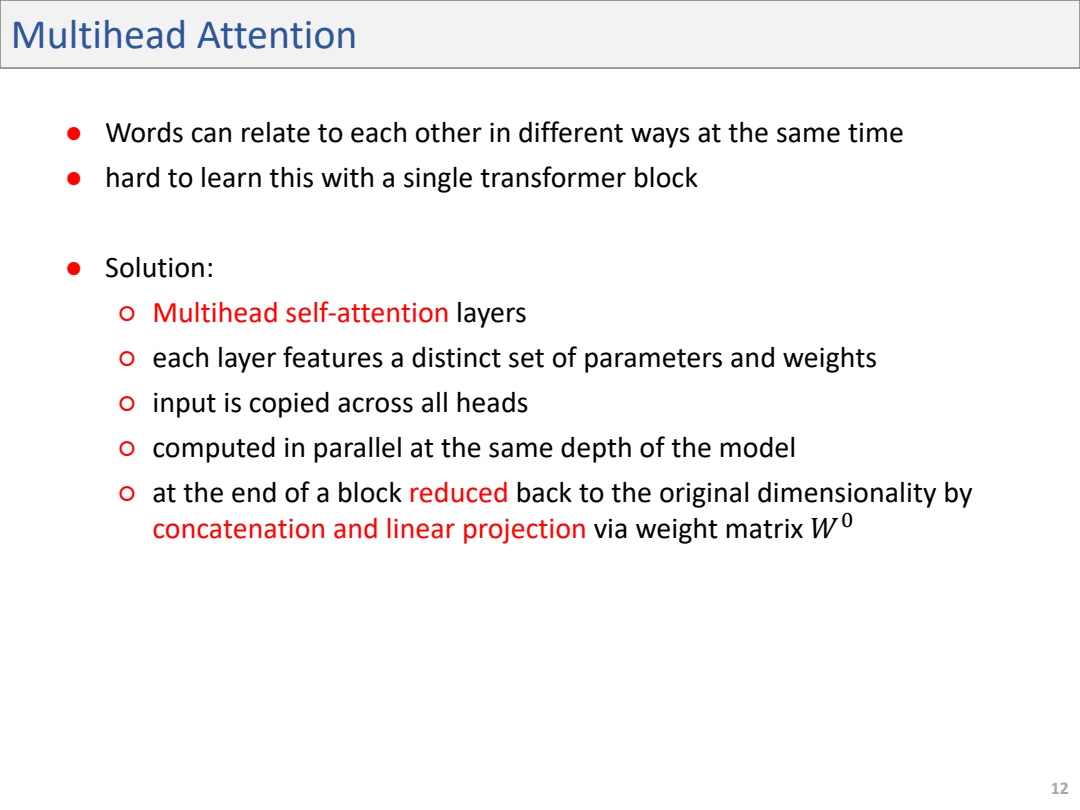 Multihead Attention
● Words can relate to each other in different ways at the same time
● hard to learn this with a single transformer block
● Solution:
○ Multihead self-attention layers
○ each layer features a distinct set of parameters and weights
○ input is copied across all heads
○ computed in parallel at the same depth of the model
○ at the end of a block reduced back to the original dimensionality by
concatenation and linear projection via weight matrix W⁰
12